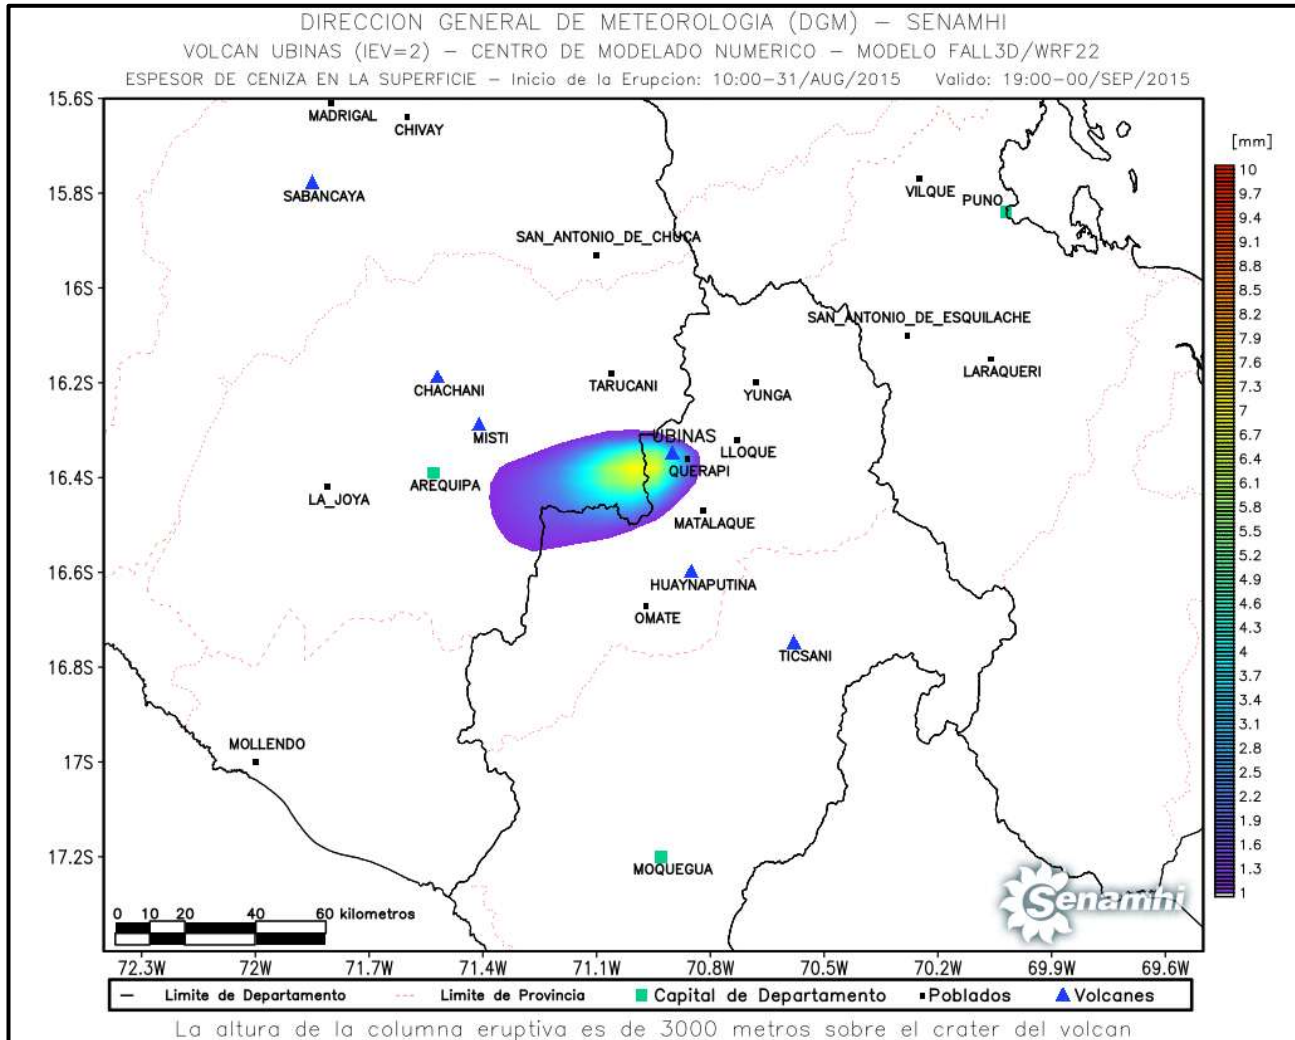 DIRECCION GENERAL DE METEOROLOGIA (DGM) – SENAMHI
VOLCAN UBINAS (IEV=2) – CENTRO DE MODELADO NUMERICO – MODELO FALL3D/WRF22
ESPESOR DE CENIZA EN LA SUPERFICIE – Inicio de la Erupcion: 10:00–31/AUG/2015 Valido: 19:00–00/SEP/2015
15.6S
MADRIGAL
CHIVAY
[mm]
10
9.7
9.4
9.1
8.8
8.5
8.2
7.9
7.6
7.3
7
6.7
6.4
6.1
5.8
5.5
5.2
4.9
4.6
4.3
4
3.7
3.4
3.1
2.8
2.5
2.2
1.9
1.6
1.3
1
15.8S
SABANCAYA
VILQUE
PUNO
SAN_ANTONIO_DE_CHUCA
16S
SAN_ANTONIO_DE_ESQUILACHE
LARAQUERI
16.2S
CHACHANI
TARUCANI
YUNGA
MISTI
UBINAS
LLOQUE
QUERAPI
16.4S
AREQUIPA
LA_JOYA
MATALAQUE
16.6S
HUAYNAPUTINA
OMATE
TICSANI
16.8S
MOLLENDO
17S
17.2S
MOQUEGUA
Senamhi
0 10 20 40 60 kilometros
72.3W 72W 71.7W 71.4W 71.1W 70.8W 70.5W 70.2W 69.9W 69.6W
Limite de Departamento Limite de Provincia Capital de Departamento Poblados Volcanes
La altura de la columna eruptiva es de 3000 metros sobre el crater del volcan